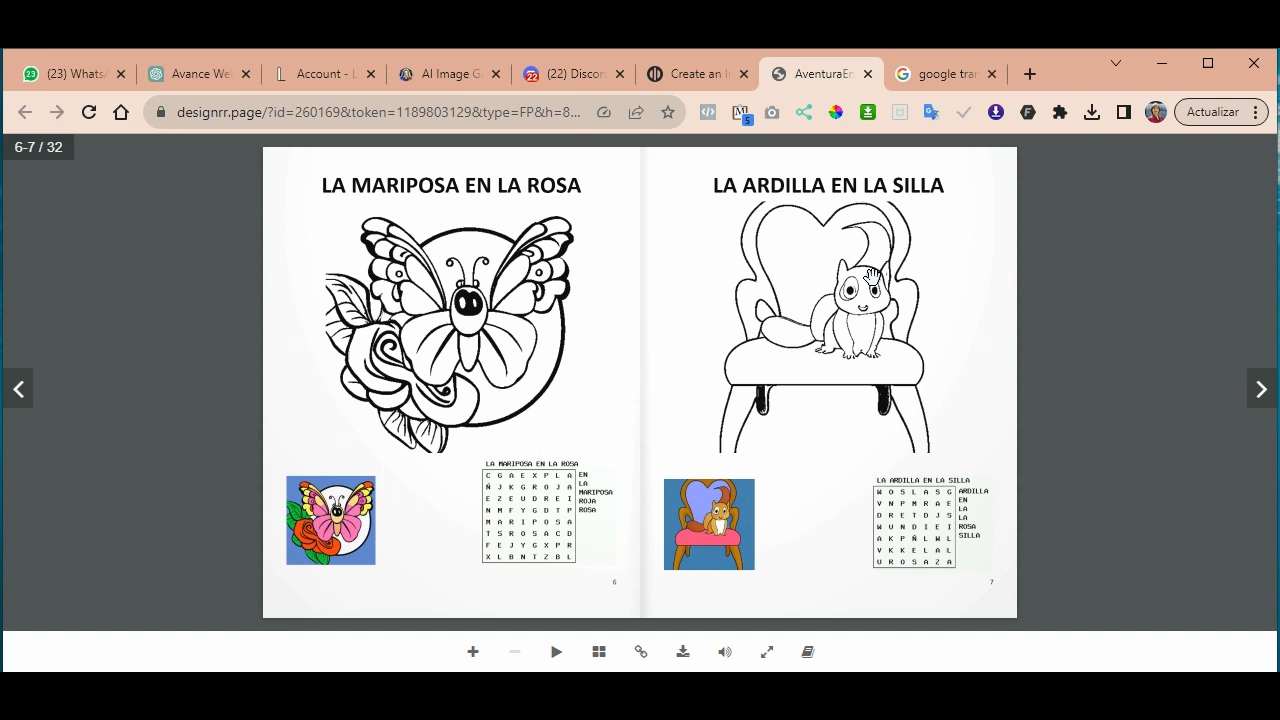 (23) Whats
Avance Wel
Account - L
AI Image G
(22) Discor
Create an I
AventuraEn
google tra
designrr.page/?id=260169&token=1189803129&type=FP&h=8...
5
Actualizar
6-7 / 32
LA MARIPOSA EN LA ROSA
LA MARIPOSA EN LA ROSA
C G A E X P L A
Ñ J K G R O J A
E Z E U D R E I
N M F Y G D T P
M A R I P O S A
T S R O S A C D
F E J Y G X P R
X L B N T Z B L
EN
LA
MARIPOSA
ROJA
ROSA
6
LA ARDILLA EN LA SILLA
LA ARDILLA EN LA SILLA
W O S L A S G
V N P M R A E
D R E T D J S
W U N D I E I
A K P Ñ L W L
V K K E L A L
U R O S A Z A
ARDILLA
EN
LA
LA
ROSA
SILLA
7